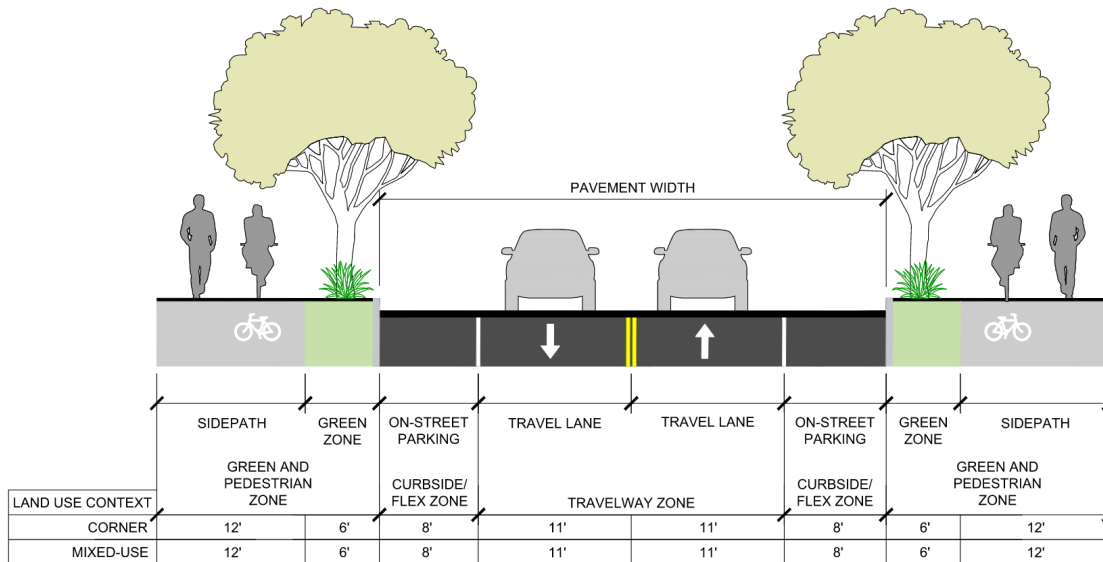 PAVEMENT WIDTH
SIDEPATH
GREEN
ZONE
ON-STREET
PARKING
TRAVEL LANE
TRAVEL LANE
ON-STREET
PARKING
GREEN
ZONE
SIDEPATH
GREEN AND
PEDESTRIAN
ZONE
CURBSIDE/
FLEX ZONE
TRAVELWAY ZONE
CURBSIDE/
FLEX ZONE
GREEN AND
PEDESTRIAN
ZONE
LAND USE CONTEXT
CORNER 12' 6' 8' 11' 11' 8' 6' 12'
MIXED-USE 12' 6' 8' 11' 11' 8' 6' 12'